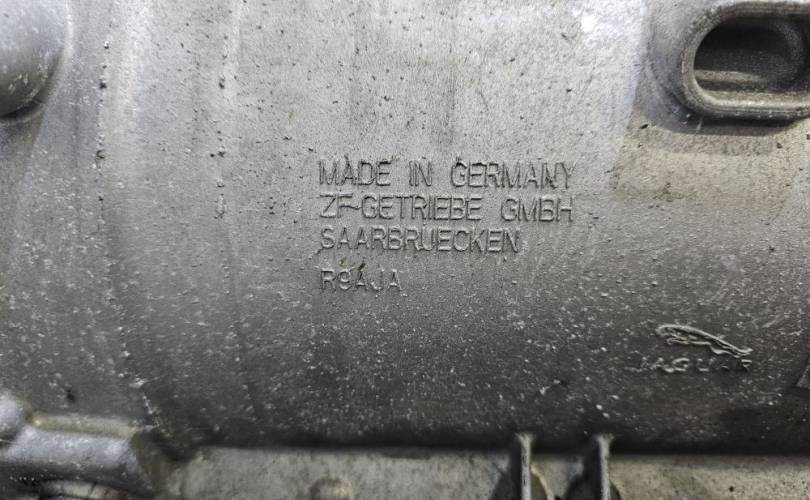 MADE IN GERMANY
ZF-GETRIEBE GMBH
SAARBRUECKEN
R9AJA
JAGUAR